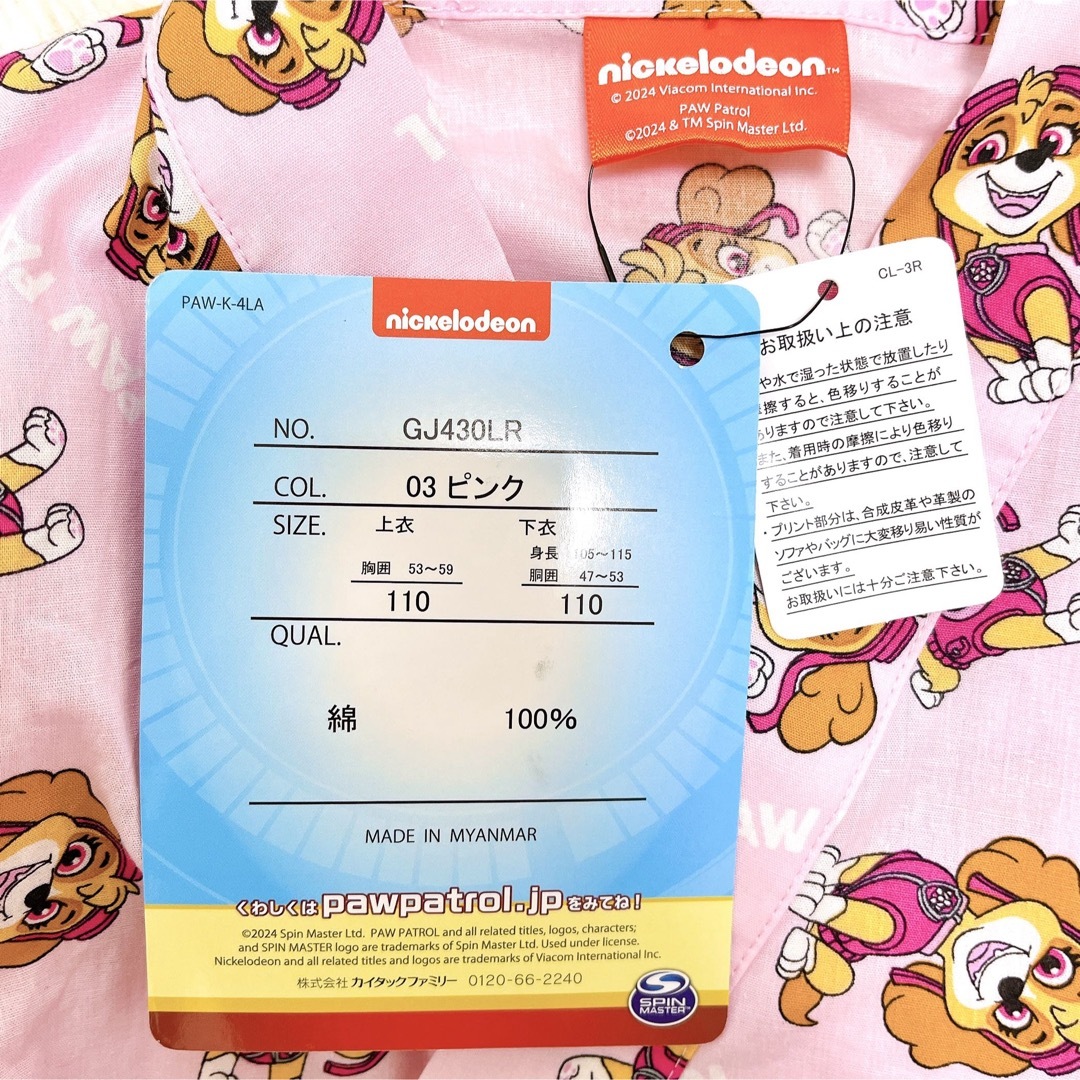 nickelodeon™
© 2024 Viacom International Inc.
PAW Patrol
©2024 & TM Spin Master Ltd.
PAW-K-4LA
nickelodeon
NO. GJ430LR
COL. 03 ピンク
SIZE. 上衣 下衣
身長 105～115
胸囲 53～59 胴囲 47～53
110 110
QUAL.
綿 100%
MADE IN MYANMAR
くわしくは pawpatrol.jp をみてね!
©2024 Spin Master Ltd. PAW PATROL and all related titles, logos, characters;
and SPIN MASTER logo are trademarks of Spin Master Ltd. Used under license.
Nickelodeon and all related titles and logos are trademarks of Viacom International Inc.
株式会社 カイタックファミリー 0120-66-2240
SPIN
MASTER™
CL-3R
お取扱い上の注意
や水で湿った状態で放置したり
擦すると、色移りすることが
ありますので注意して下さい。
また、着用時の摩擦により色移り
することがありますので、注意して
下さい。
・プリント部分は、合成皮革や革製の
ソファやバッグに大変移り易い性質が
ございます。
お取扱いには十分ご注意下さい。
PAW
PAW